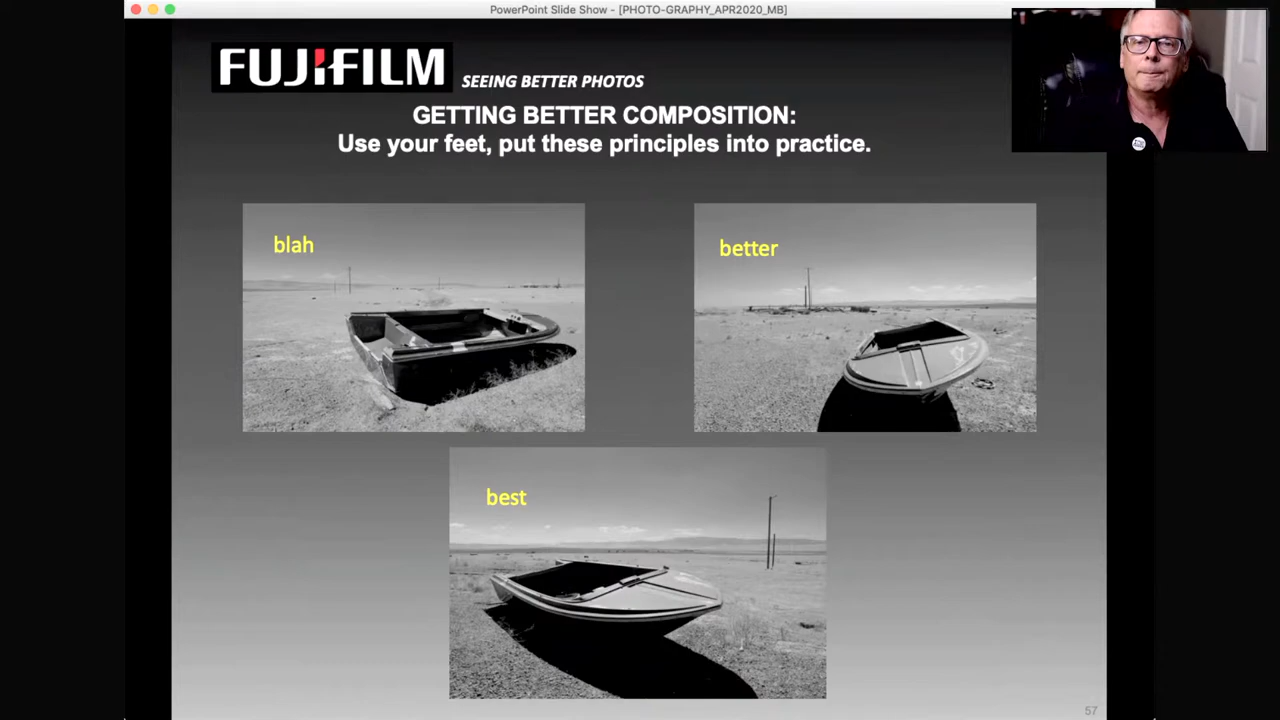 PowerPoint Slide Show - [PHOTO-GRAPHY_APR2020_MB]
FUJIFILM SEEING BETTER PHOTOS
GETTING BETTER COMPOSITION:
Use your feet, put these principles into practice.
blah
better
best
57